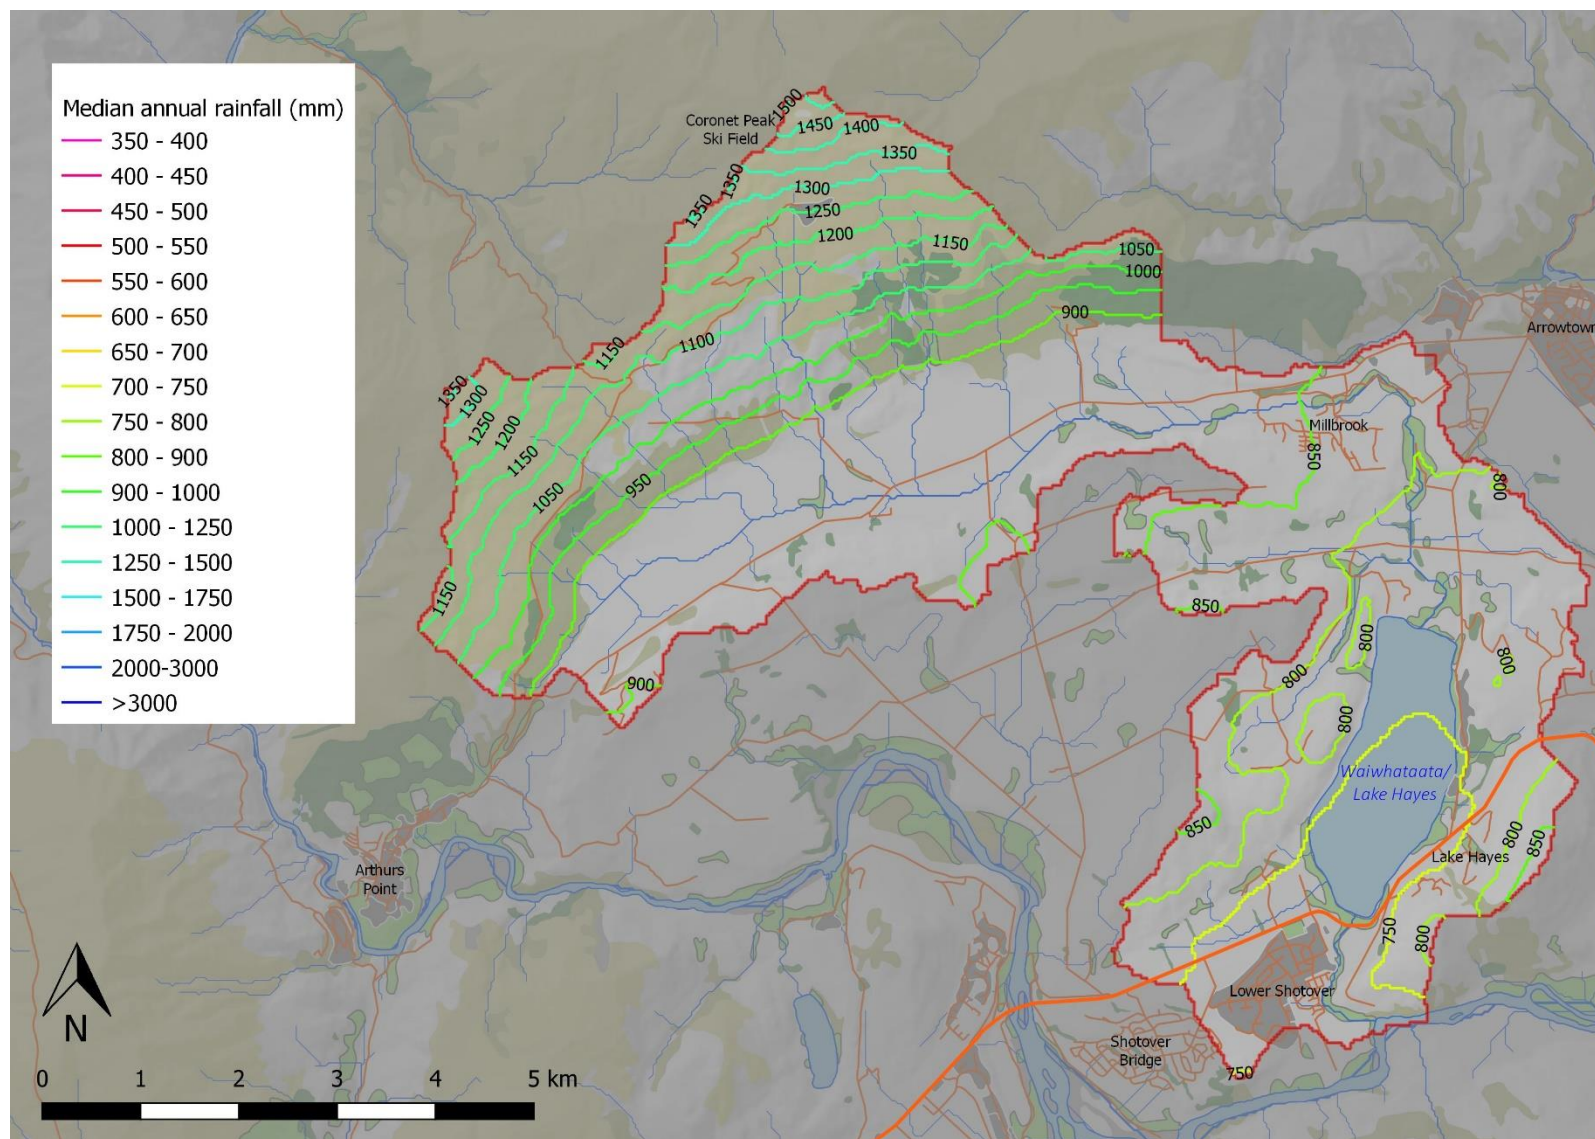 Median annual rainfall (mm)
350 - 400
400 - 450
450 - 500
500 - 550
550 - 600
600 - 650
650 - 700
700 - 750
750 - 800
800 - 900
900 - 1000
1000 - 1250
1250 - 1500
1500 - 1750
1750 - 2000
2000-3000
>3000
Coronet Peak
Ski Field
1500
1450
1400
1350
1350
1350
1300
1250
1200
1150
1050
1000
900
1100
1150
1350
1300
1250
1200
1150
1050
950
1150
900
Arrowtown
Millbrook
850
800
850
800
800
800
800
850
Waiwhataata/
Lake Hayes
800
850
Lake Hayes
750
800
Lower Shotover
Shotover
Bridge
750
Arthurs
Point
N
0 1 2 3 4 5 km